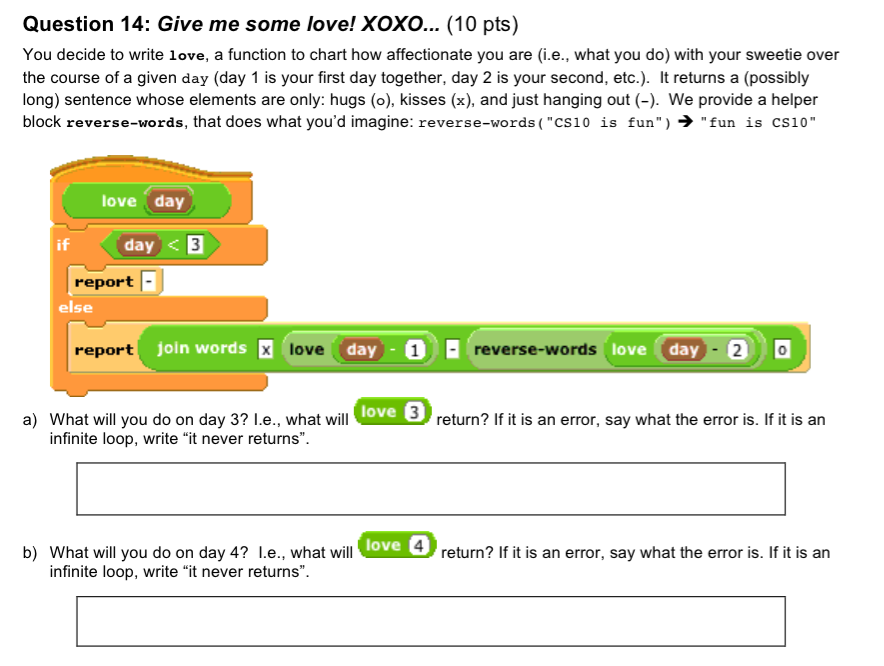 Question 14: Give me some love! XOXO... (10 pts)
You decide to write love, a function to chart how affectionate you are (i.e., what you do) with your sweetie over
the course of a given day (day 1 is your first day together, day 2 is your second, etc.). It returns a (possibly
long) sentence whose elements are only: hugs (o), kisses (x), and just hanging out (-). We provide a helper
block reverse-words, that does what you'd imagine: reverse-words("CS10 is fun") → "fun is CS10"
love day
if day < 3
report -
else
report join words x love day - 1 - reverse-words love day - 2 o
a) What will you do on day 3? I.e., what will love 3 return? If it is an error, say what the error is. If it is an
infinite loop, write "it never returns".
b) What will you do on day 4? I.e., what will love 4 return? If it is an error, say what the error is. If it is an
infinite loop, write "it never returns".